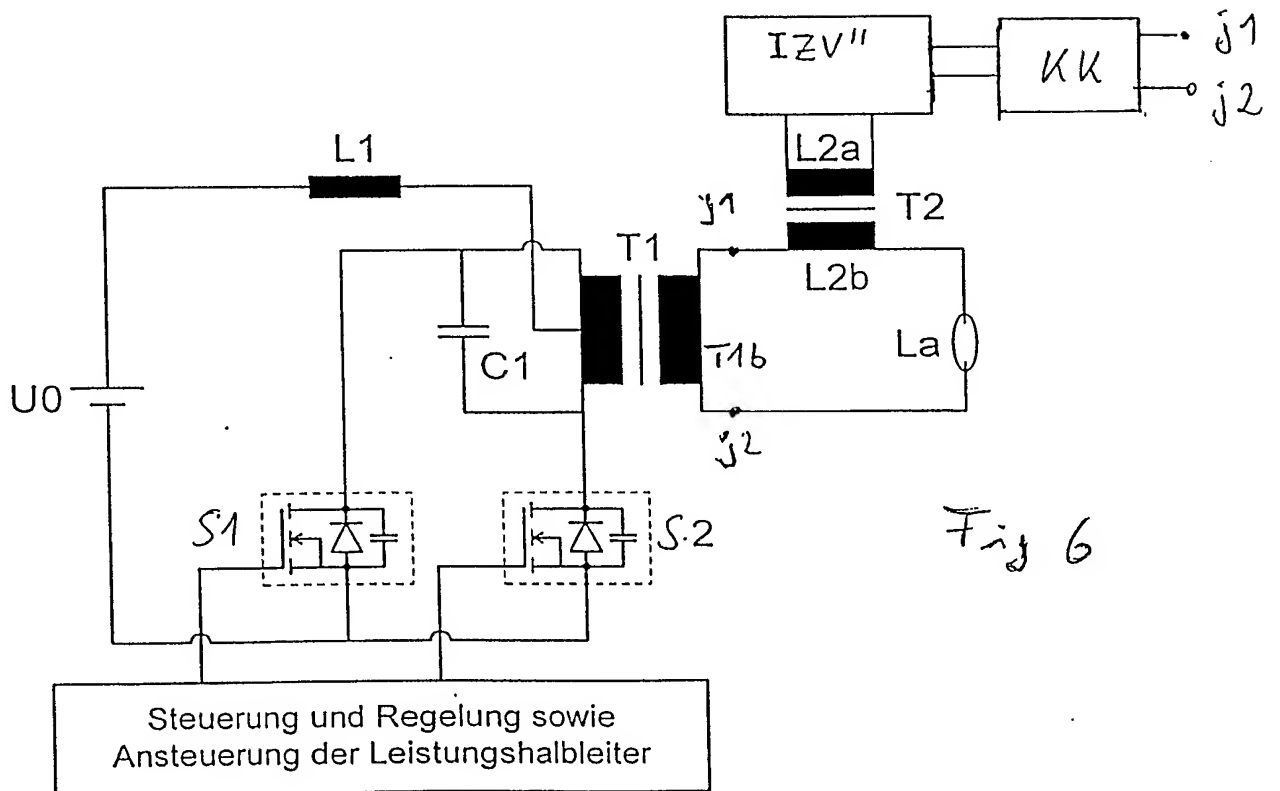 IZV"
KK
j1
j2
L1
L2a
T2
j1
L2b
T1
C1
T1b
La
U0
j2
S1
S.2
Fig 6
Steuerung und Regelung sowie
Ansteuerung der Leistungshalbleiter